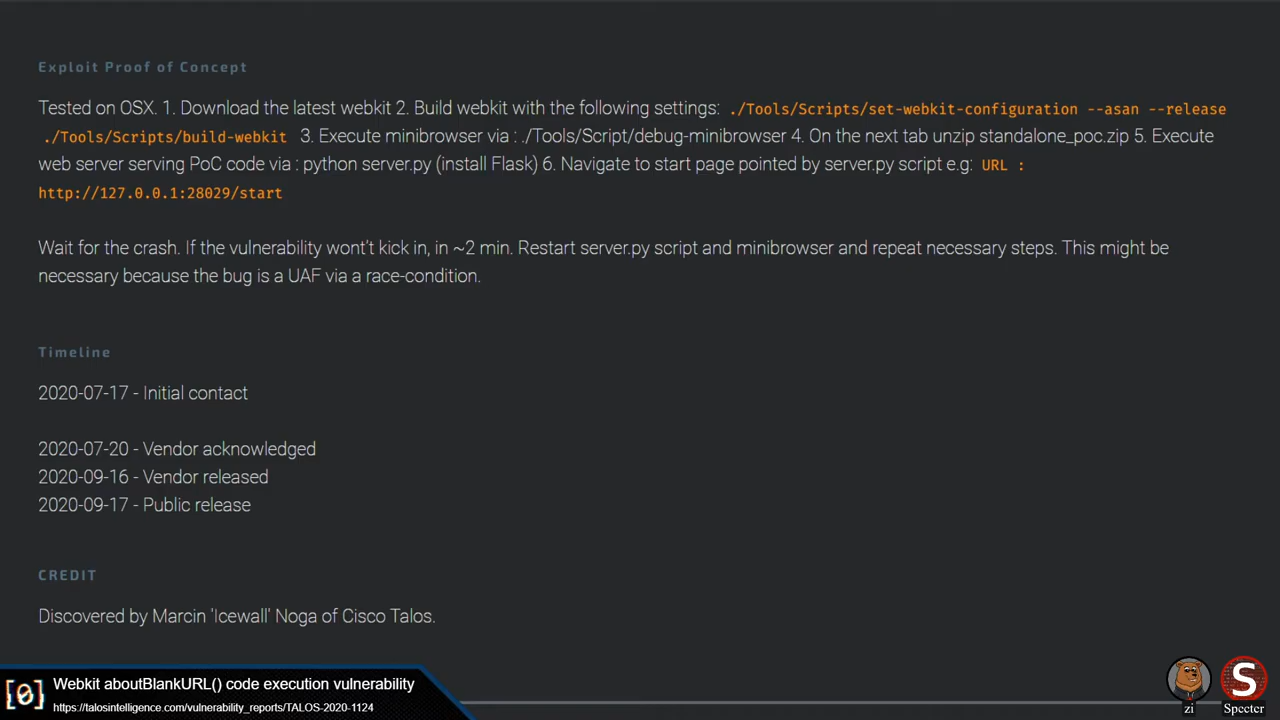 Exploit Proof of Concept
Tested on OSX. 1. Download the latest webkit 2. Build webkit with the following settings: ./Tools/Scripts/set-webkit-configuration --asan --release
./Tools/Scripts/build-webkit 3. Execute minibrowser via : ./Tools/Script/debug-minibrowser 4. On the next tab unzip standalone_poc.zip 5. Execute
web server serving PoC code via : python server.py (install Flask) 6. Navigate to start page pointed by server.py script e.g: URL :
http://127.0.0.1:28029/start
Wait for the crash. If the vulnerability wont’t kick in, in ~2 min. Restart server.py script and minibrowser and repeat necessary steps. This might be
necessary because the bug is a UAF via a race-condition.
Timeline
2020-07-17 - Initial contact
2020-07-20 - Vendor acknowledged
2020-09-16 - Vendor released
2020-09-17 - Public release
CREDIT
Discovered by Marcin 'Icewall' Noga of Cisco Talos.
[0]
Webkit aboutBlankURL() code execution vulnerability
https://talosintelligence.com/vulnerability_reports/TALOS-2020-1124
zi
S
Specter